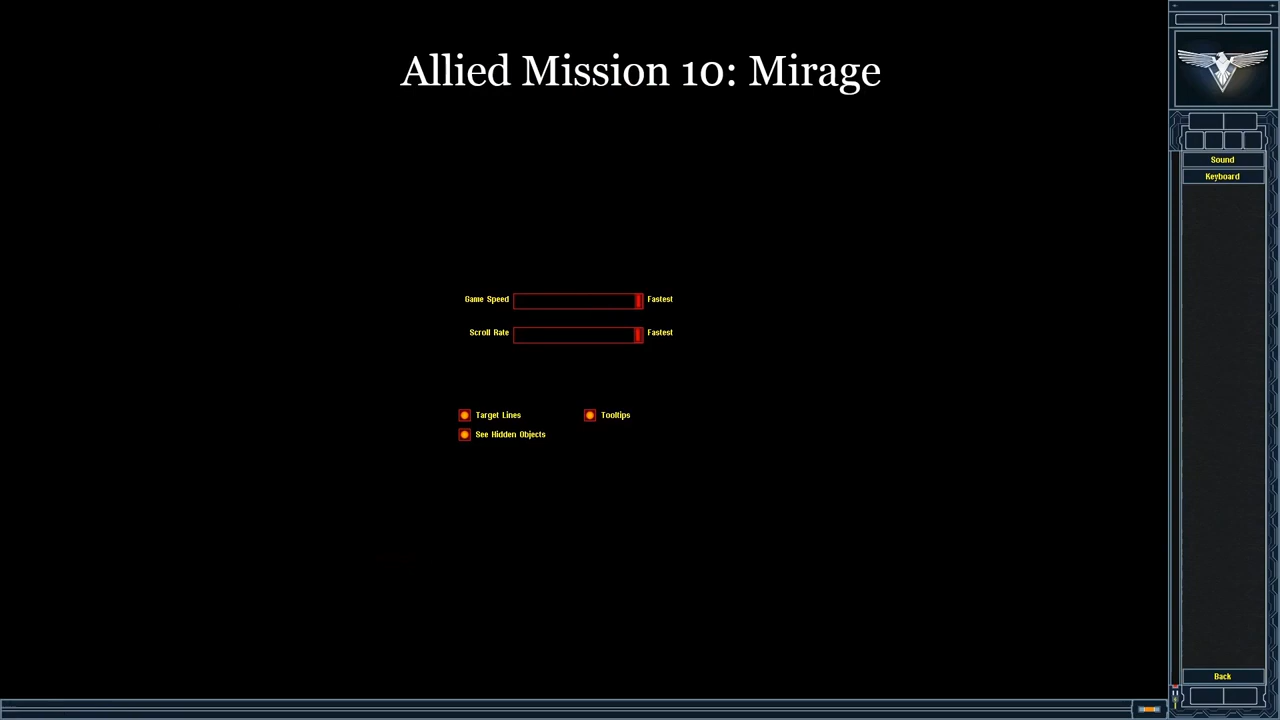 Allied Mission 10: Mirage
Sound
Keyboard
Game Speed Fastest
Scroll Rate Fastest
Target Lines Tooltips
See Hidden Objects
Back